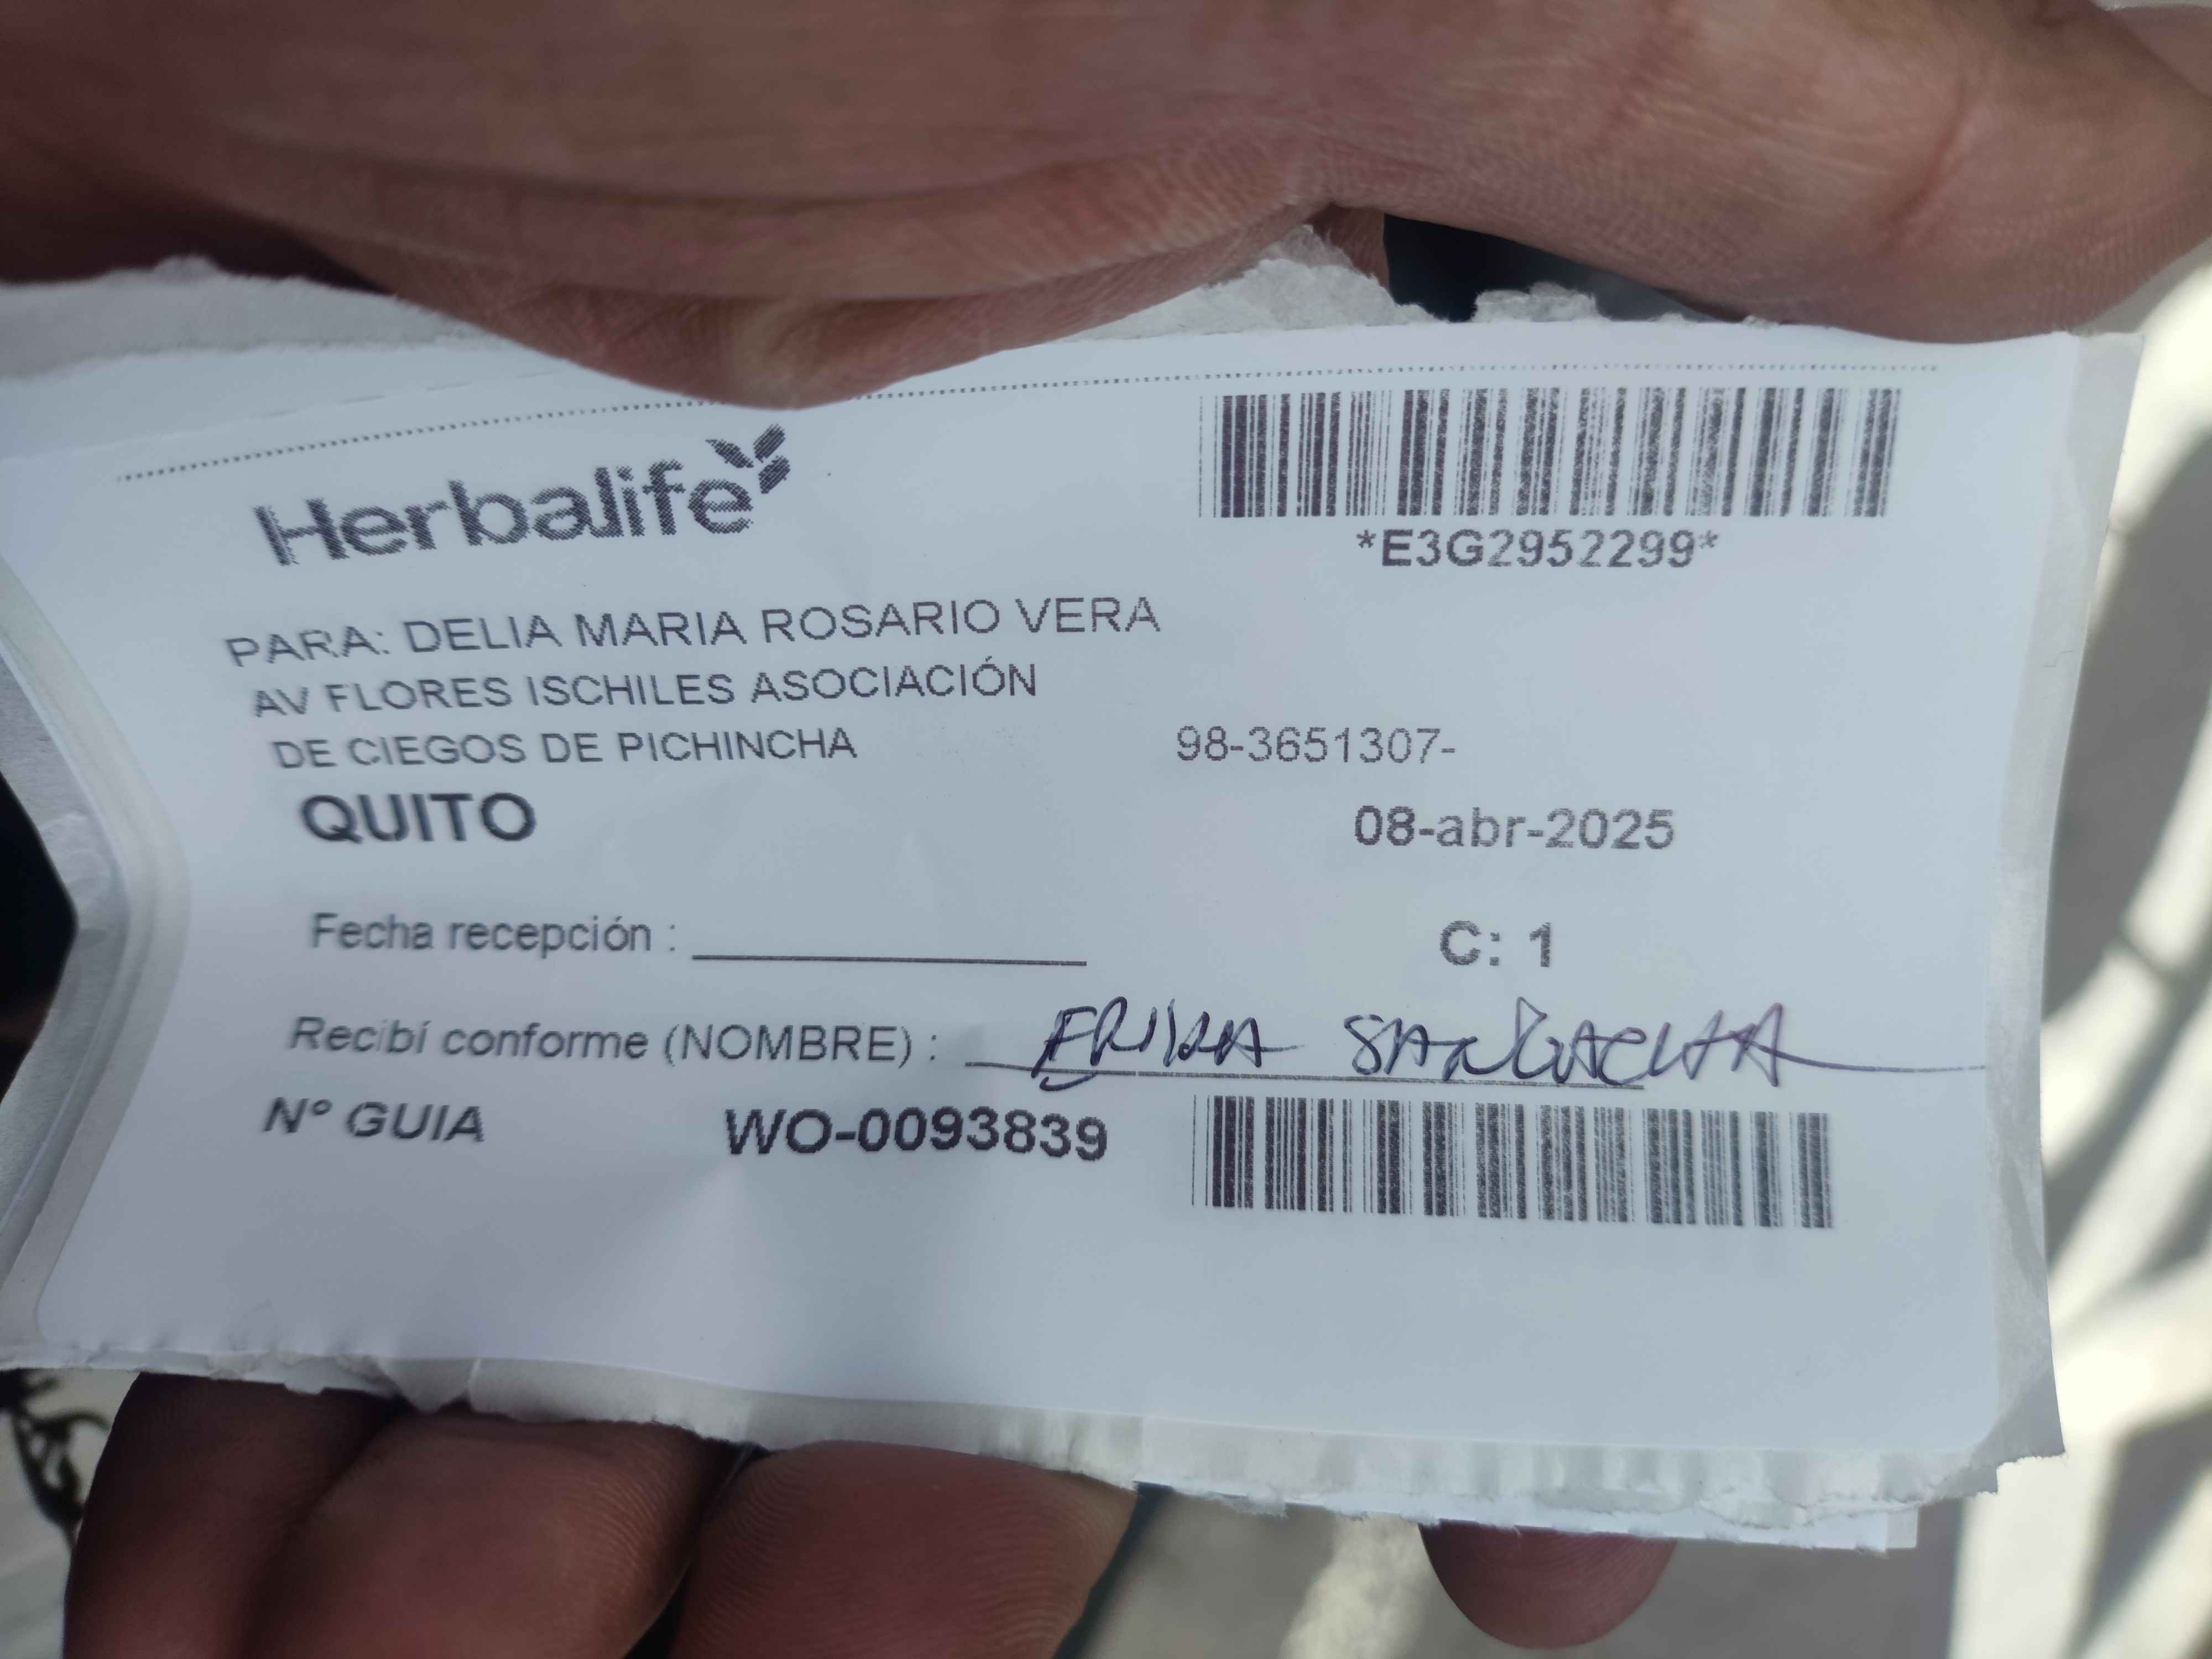 Herbalife
*E3G2952299*
PARA: DELIA MARIA ROSARIO VERA
AV FLORES ISCHILES ASOCIACIÓN
DE CIEGOS DE PICHINCHA 98-3651307-
QUITO 08-abr-2025
Fecha recepción : C: 1
Recibí conforme (NOMBRE) : ERIKA
N° GUIA WO-0093839